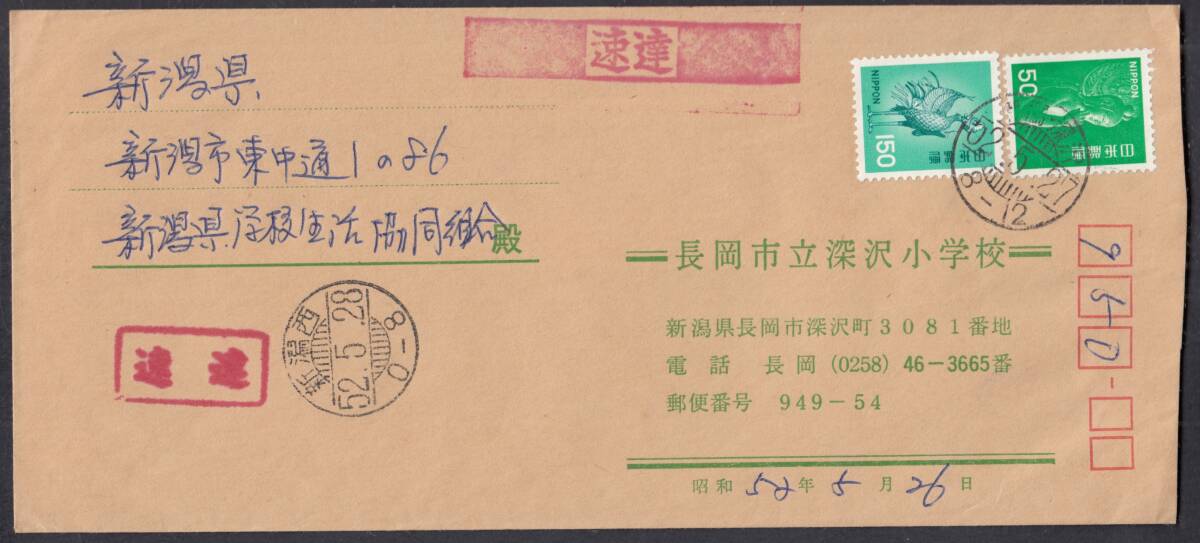 速達
NIPPON
150
日本郵便
NIPPON
50
日本郵便
52.5.27
8-12
新潟県
新潟市東中通1の86
新潟県学校生活協同組合殿
950
長岡市立深沢小学校
新潟県長岡市深沢町3081番地
電話 長岡 (0258) 46-3665番
郵便番号 949-54
昭和52年5月26日
新潟西
52.5.28
0-8